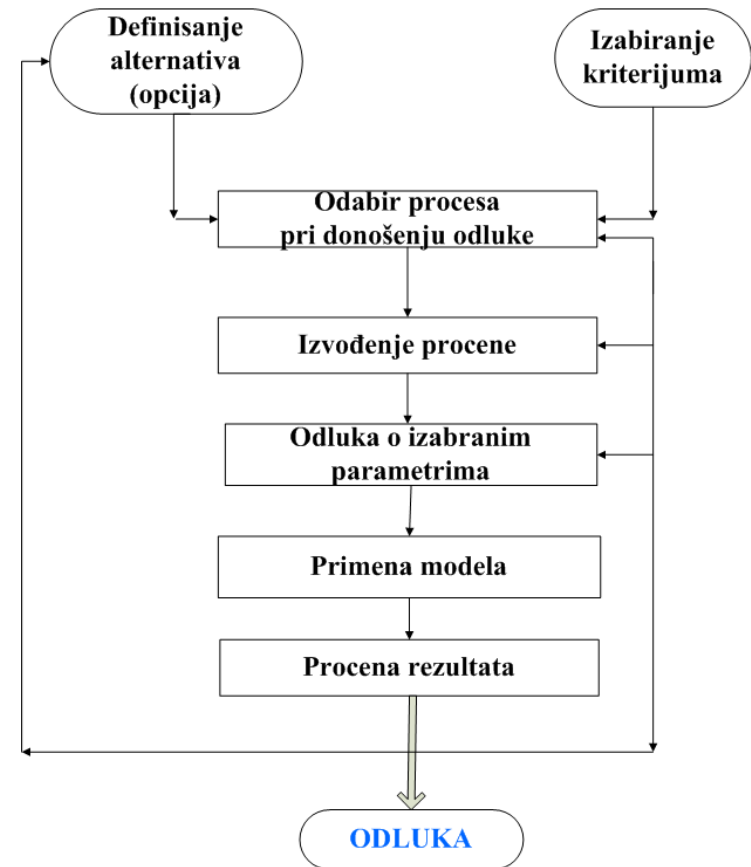 Definisanje
alternativa
(opcija)
Izabiranje
kriterijuma
Odabir procesa
pri donošenju odluke
Izvođenje procene
Odluka o izabranim
parametrima
Primena modela
Procena rezultata
ODLUKA